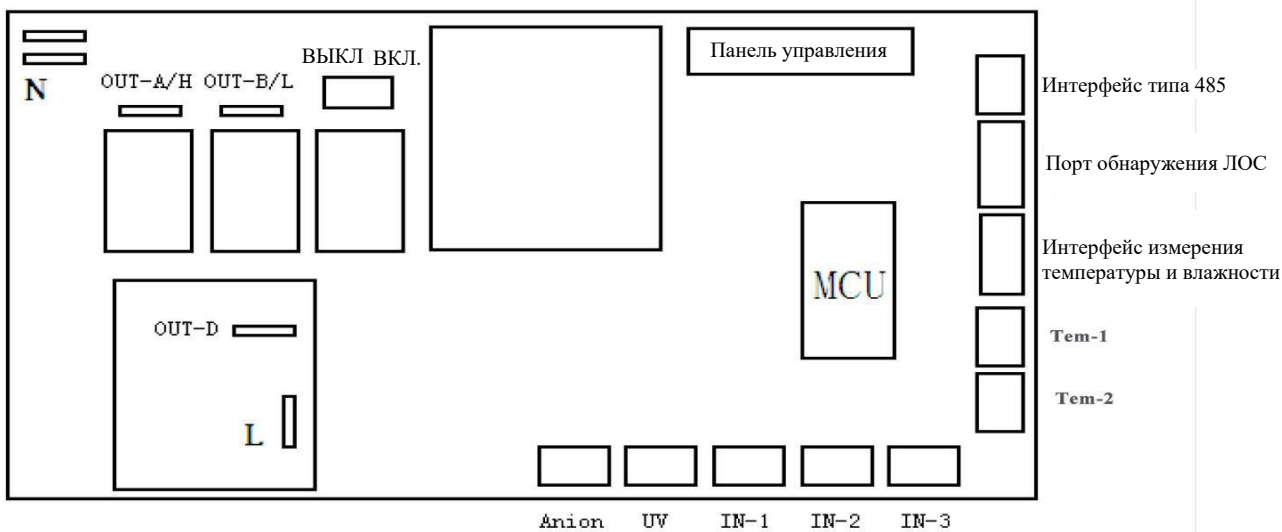 N
OUT-A/H OUT-B/L
ВЫКЛ ВКЛ.
Панель управления
Интерфейс типа 485
Порт обнаружения ЛОС
Интерфейс измерения
температуры и влажности
MCU
Tem-1
Tem-2
OUT-D
L
Anion UV IN-1 IN-2 IN-3